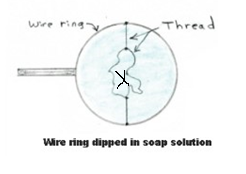 Wire ring Thread
Wire ring dipped in soap solution